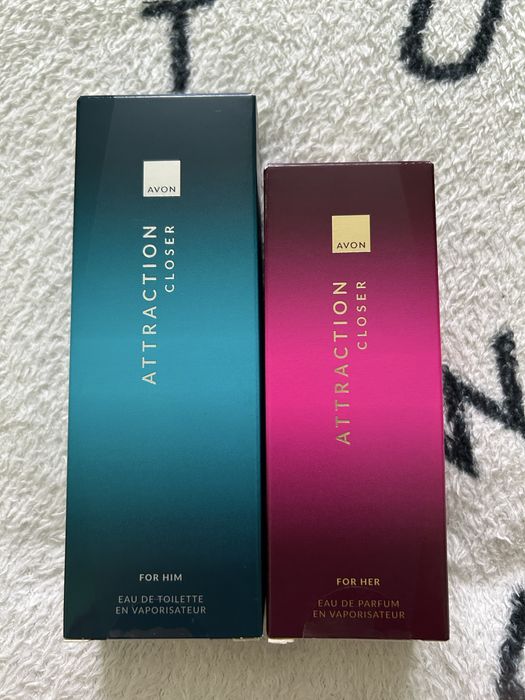 AVON
ATTRACTION
CLOSER
FOR HIM
EAU DE TOILETTE
EN VAPORISATEUR
AVON
ATTRACTION
CLOSER
FOR HER
EAU DE PARFUM
EN VAPORISATEUR